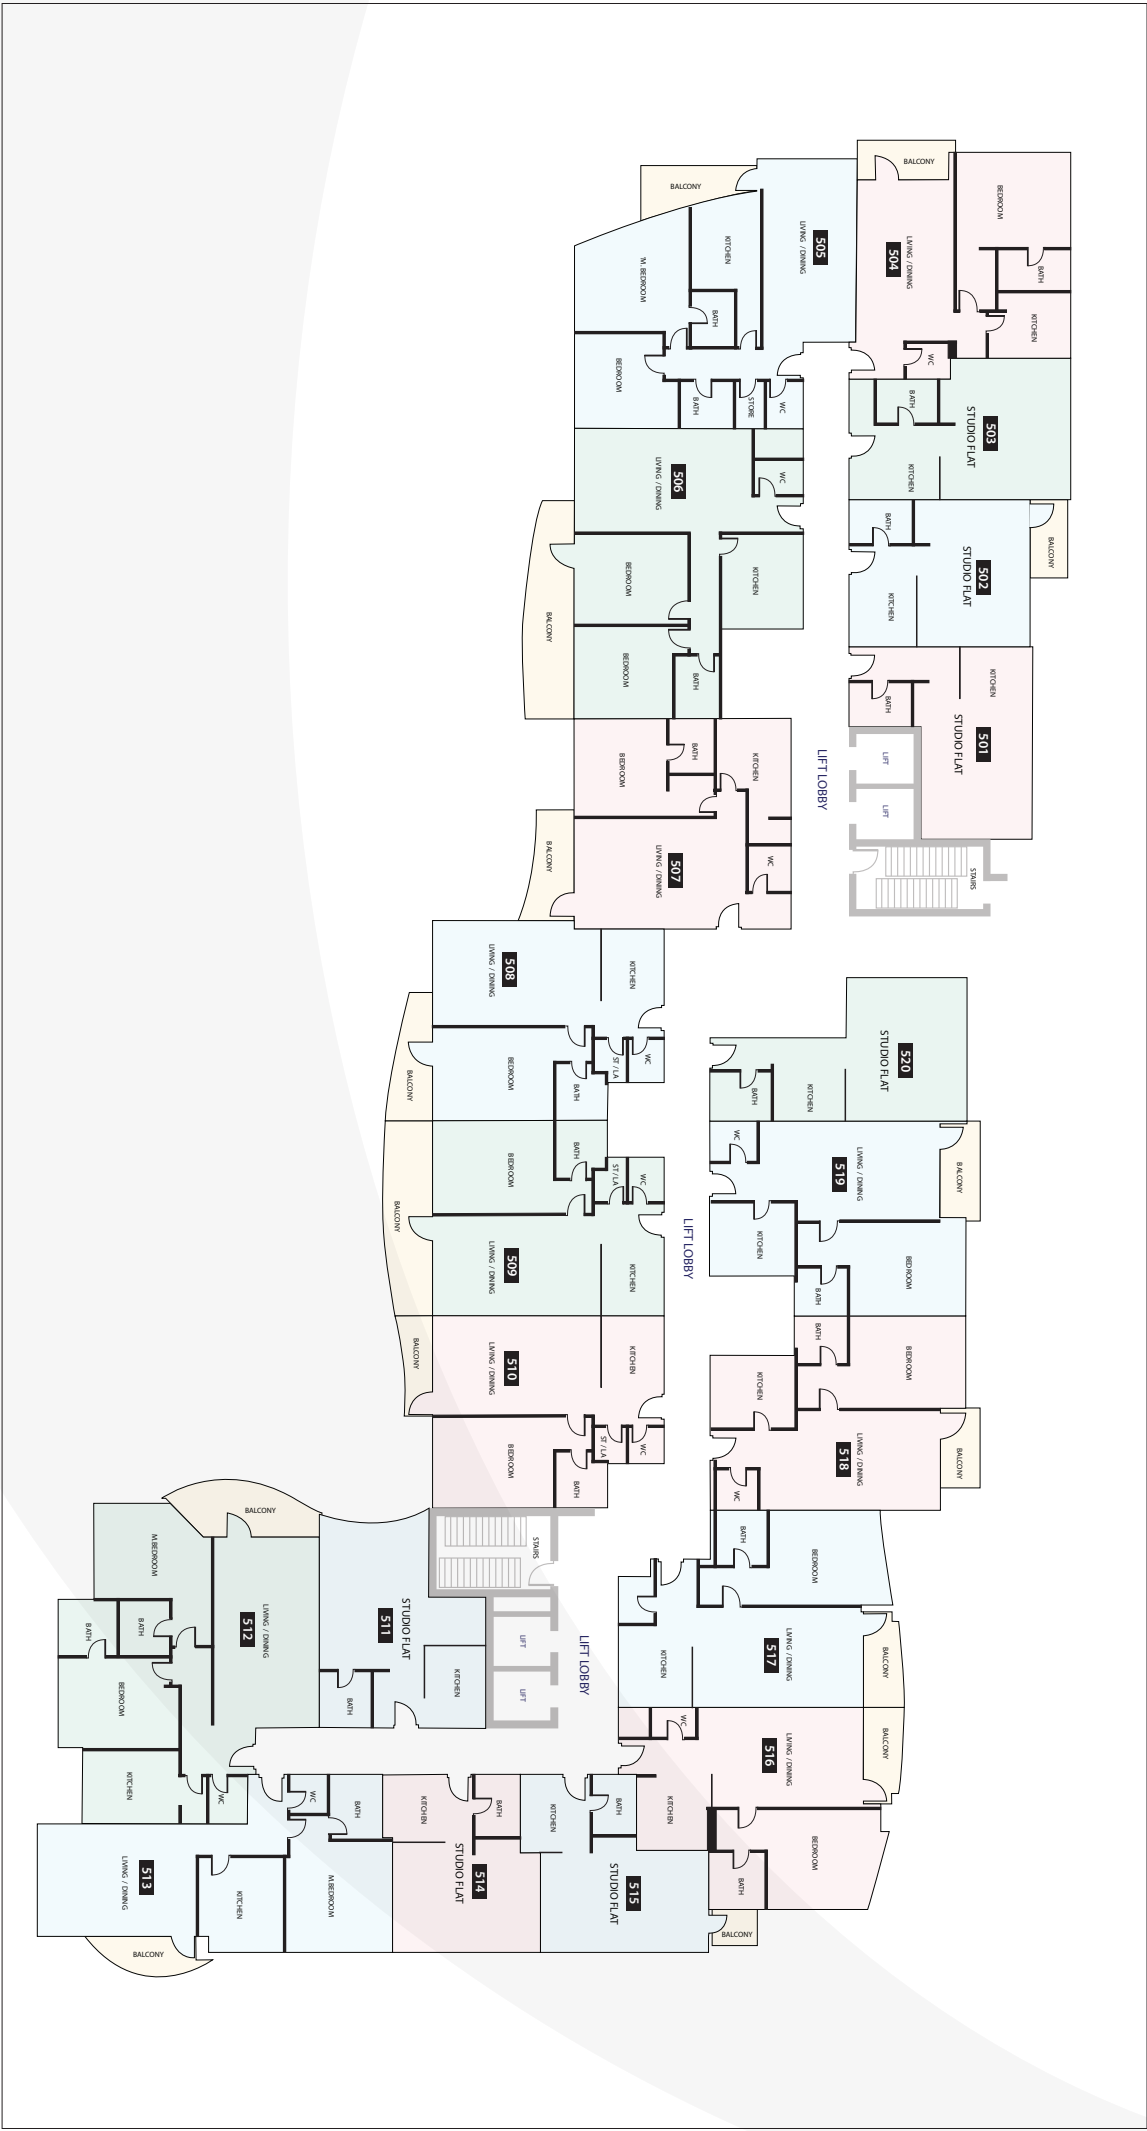 BALCONY
BEDROOM
LIVING / DINING
504
BATH
KITCHEN
WC
BALCONY
LIVING / DINING
505
KITCHEN
'M. BEDROOM
BATH
BEDROOM
BATH
STORE
WC
BATH
STUDIO FLAT
503
KITCHEN
LIVING / DINING
506
WC
BEDROOM
KITCHEN
BALCONY
BEDROOM
BATH
BATH
STUDIO FLAT
502
BALCONY
KITCHEN
KITCHEN
BATH
STUDIO FLAT
501
LIFT
LIFT
LIFT LOBBY
STAIRS
BEDROOM
BATH
KITCHEN
BALCONY
LIVING / DINING
507
WC
LIVING / DINING
508
KITCHEN
BALCONY
BEDROOM
BATH
ST / LA
WC
STUDIO FLAT
520
BATH
KITCHEN
WC
LIVING / DINING
519
BALCONY
KITCHEN
BEDROOM
BATH
BEDROOM
BATH
ST / LA
WC
BALCONY
LIVING / DINING
509
KITCHEN
LIFT LOBBY
BALCONY
LIVING / DINING
510
KITCHEN
BEDROOM
BATH
ST / LA
WC
BATH
BEDROOM
KITCHEN
LIVING / DINING
518
BALCONY
WC
BATH
BEDROOM
STAIRS
LIFT
LIFT
LIFT LOBBY
KITCHEN
LIVING / DINING
517
BALCONY
BALCONY
M.BEDROOM
BATH
BATH
LIVING / DINING
512
BEDROOM
KITCHEN
WC
STUDIO FLAT
511
KITCHEN
BATH
WC
LIVING / DINING
516
BALCONY
KITCHEN
BEDROOM
BATH
WC
BATH
LIVING / DINING
513
KITCHEN
M.BEDROOM
BALCONY
KITCHEN
BATH
STUDIO FLAT
514
KITCHEN
BATH
STUDIO FLAT
515
BALCONY